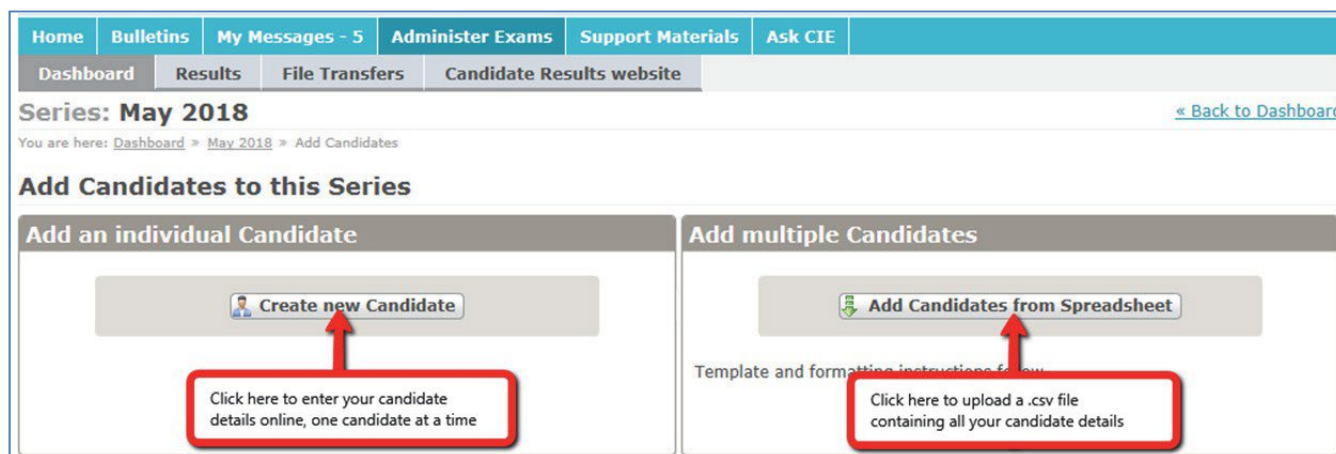 Home Bulletins My Messages - 5 Administer Exams Support Materials Ask CIE
Dashboard Results File Transfers Candidate Results website
Series: May 2018 « Back to Dashboard
You are here: Dashboard » May 2018 » Add Candidates
Add Candidates to this Series
Add an individual Candidate
Create new Candidate
Click here to enter your candidate
details online, one candidate at a time
Add multiple Candidates
Add Candidates from Spreadsheet
Template and formatting instructions follow
Click here to upload a .csv file
containing all your candidate details